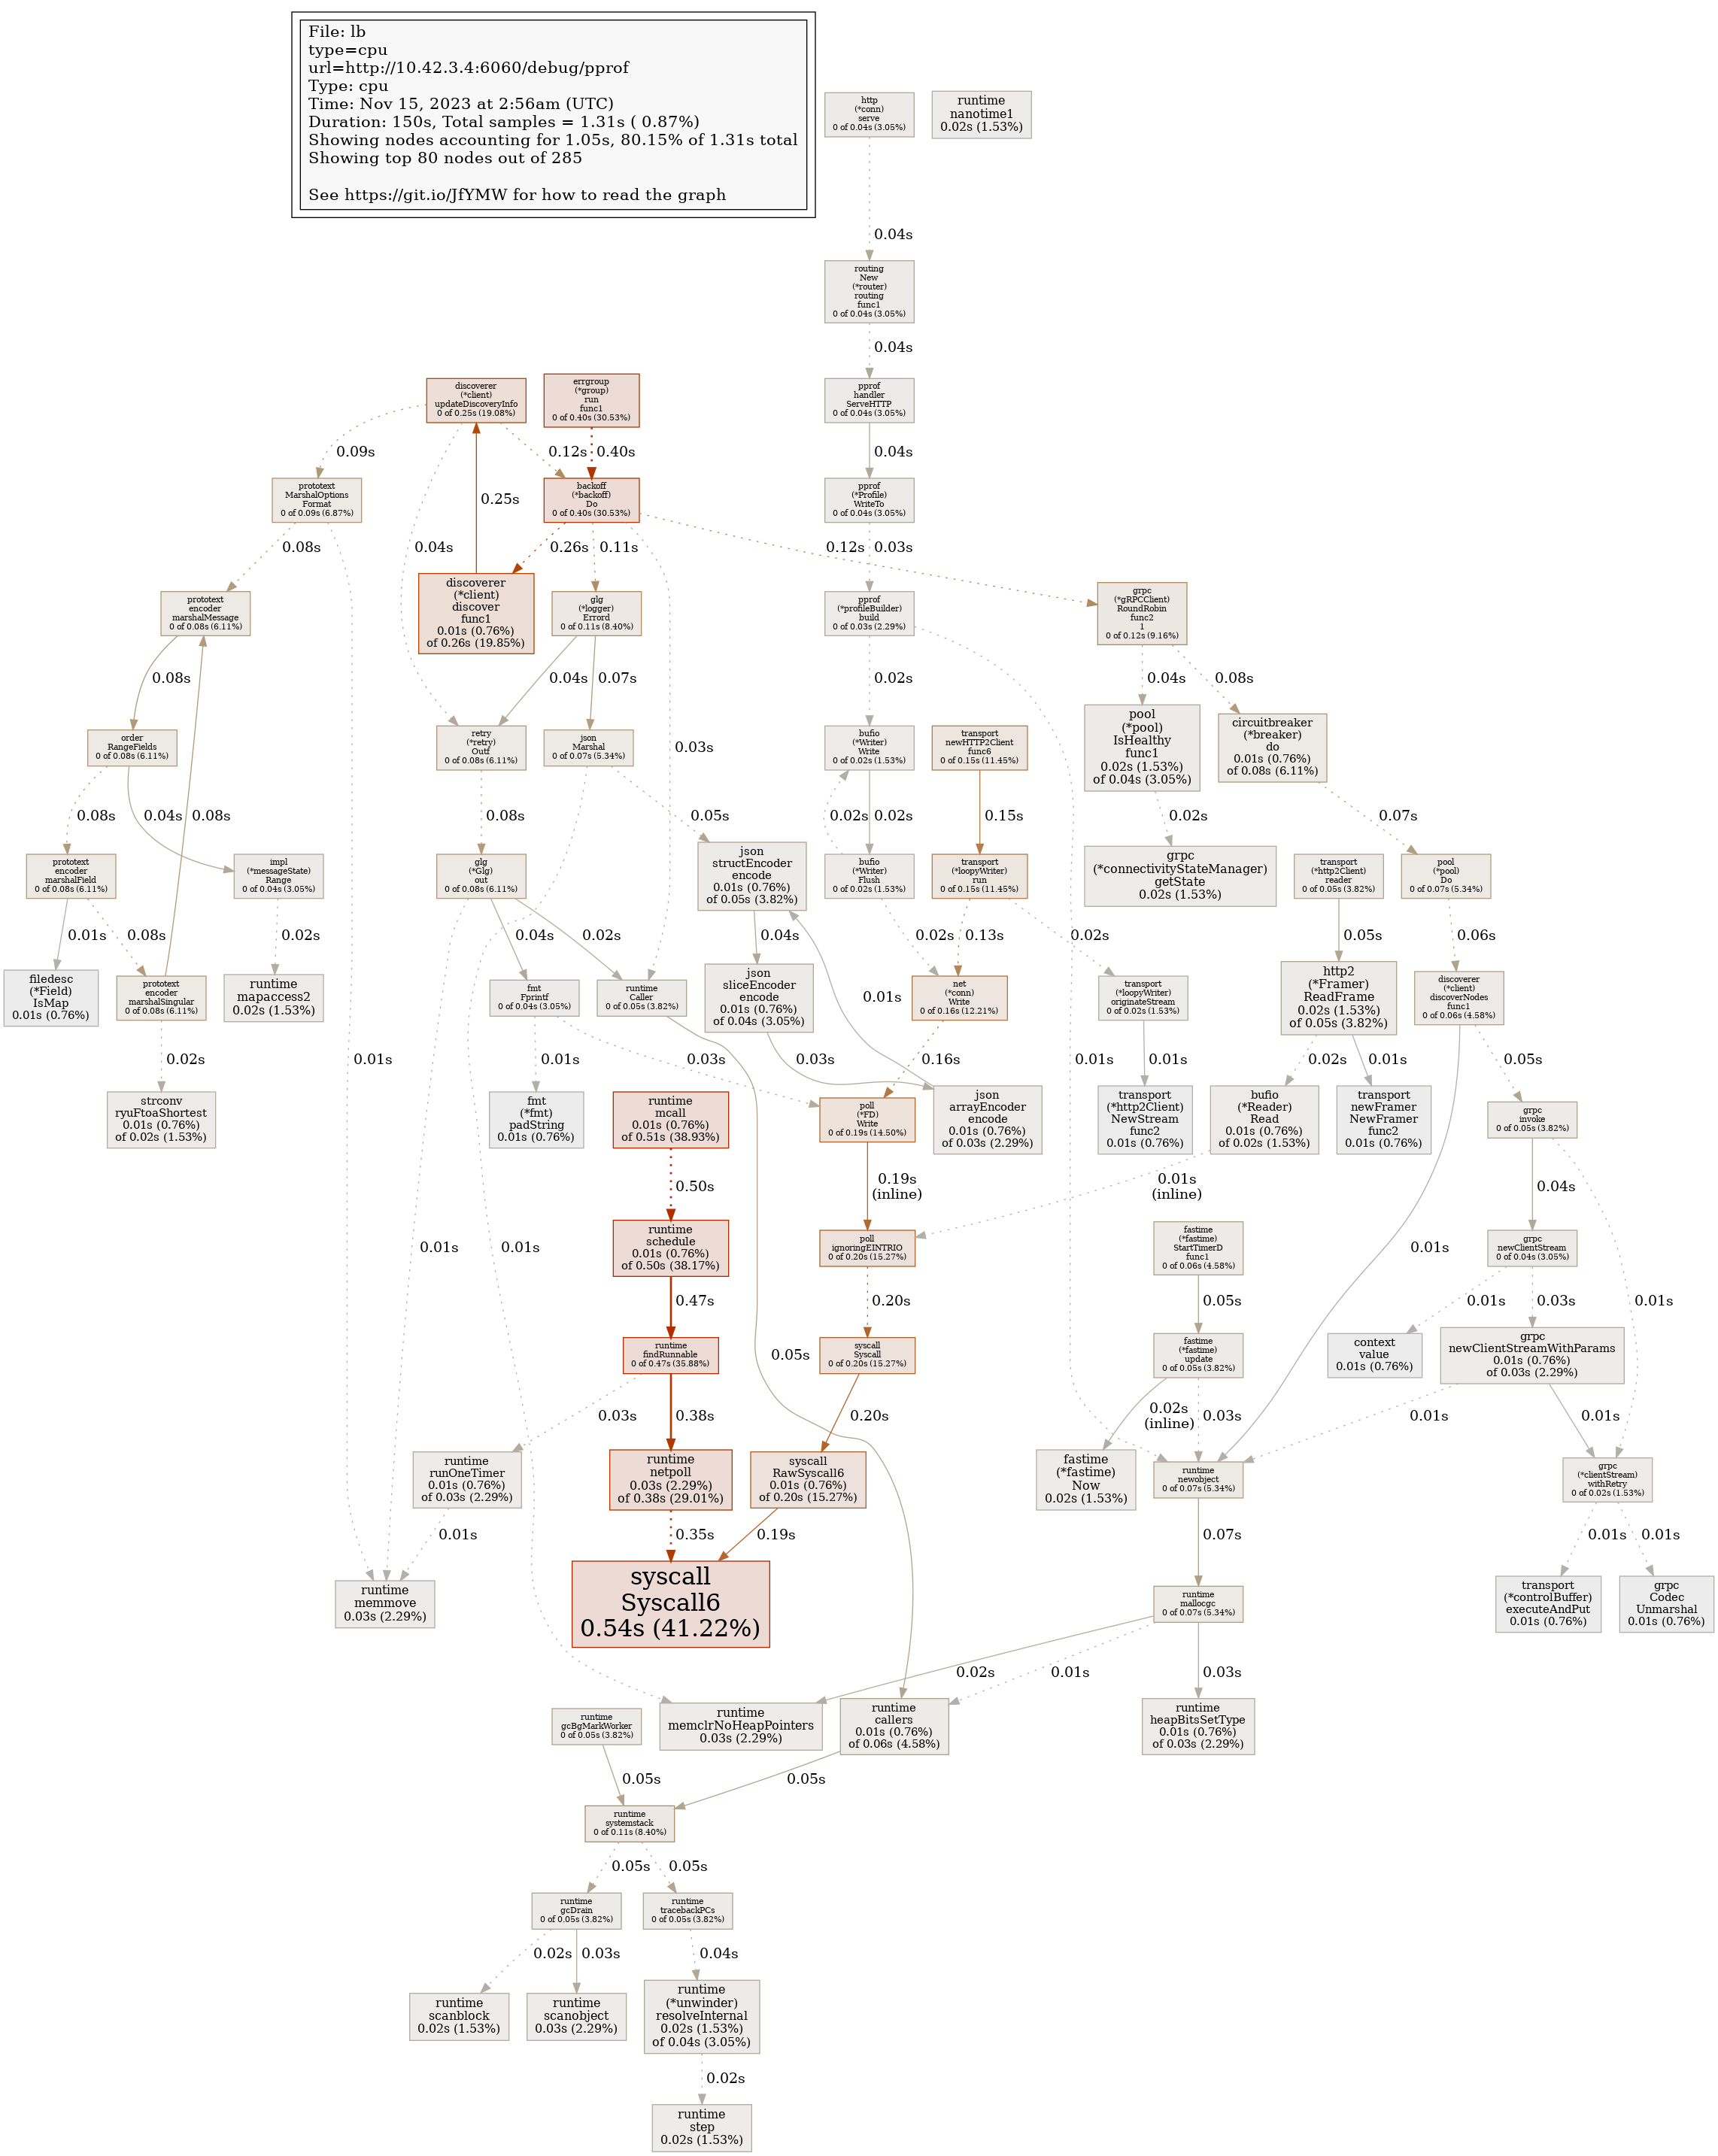 File: lb
type=cpu
url=http://10.42.3.4:6060/debug/pprof
Type: cpu
Time: Nov 15, 2023 at 2:56am (UTC)
Duration: 150s, Total samples = 1.31s ( 0.87%)
Showing nodes accounting for 1.05s, 80.15% of 1.31s total
Showing top 80 nodes out of 285
See https://git.io/JfYMW for how to read the graph
http
(*conn)
serve
0 of 0.04s (3.05%)
runtime
nanotime1
0.02s (1.53%)
0.04s
routing
New
(*router)
routing
func1
0 of 0.04s (3.05%)
0.04s
discoverer
(*client)
updateDiscoveryInfo
0 of 0.25s (19.08%)
errgroup
(*group)
run
func1
0 of 0.40s (30.53%)
pprof
handler
ServeHTTP
0 of 0.04s (3.05%)
0.09s
0.12s
0.40s
0.04s
prototext
MarshalOptions
Format
0 of 0.09s (6.87%)
0.25s
backoff
(*backoff)
Do
0 of 0.40s (30.53%)
pprof
(*Profile)
WriteTo
0 of 0.04s (3.05%)
0.08s
0.04s
0.26s
0.11s
0.12s
0.03s
prototext
encoder
marshalMessage
0 of 0.08s (6.11%)
discoverer
(*client)
discover
func1
0.01s (0.76%)
of 0.26s (19.85%)
glg
(*logger)
Errord
0 of 0.11s (8.40%)
pprof
(*profileBuilder)
build
0 of 0.03s (2.29%)
grpc
(*gRPCClient)
RoundRobin
func2
1
0 of 0.12s (9.16%)
0.08s
0.04s
0.07s
0.02s
0.04s
0.08s
order
RangeFields
0 of 0.08s (6.11%)
retry
(*retry)
Outf
0 of 0.08s (6.11%)
json
Marshal
0 of 0.07s (5.34%)
0.03s
bufio
(*Writer)
Write
0 of 0.02s (1.53%)
transport
newHTTP2Client
func6
0 of 0.15s (11.45%)
pool
(*pool)
IsHealthy
func1
0.02s (1.53%)
of 0.04s (3.05%)
circuitbreaker
(*breaker)
do
0.01s (0.76%)
of 0.08s (6.11%)
0.08s
0.04s
0.08s
0.08s
0.05s
0.02s
0.02s
0.15s
0.02s
0.07s
prototext
encoder
marshalField
0 of 0.08s (6.11%)
impl
(*messageState)
Range
0 of 0.04s (3.05%)
glg
(*Glg)
out
0 of 0.08s (6.11%)
json
structEncoder
encode
0.01s (0.76%)
of 0.05s (3.82%)
bufio
(*Writer)
Flush
0 of 0.02s (1.53%)
transport
(*loopyWriter)
run
0 of 0.15s (11.45%)
grpc
(*connectivityStateManager)
getState
0.02s (1.53%)
transport
(*http2Client)
reader
0 of 0.05s (3.82%)
pool
(*pool)
Do
0 of 0.07s (5.34%)
0.01s
0.08s
0.02s
0.04s
0.02s
0.04s
0.02s
0.13s
0.02s
0.05s
0.06s
filedesc
(*Field)
IsMap
0.01s (0.76%)
prototext
encoder
marshalSingular
0 of 0.08s (6.11%)
runtime
mapaccess2
0.02s (1.53%)
fmt
Fprintf
0 of 0.04s (3.05%)
runtime
Caller
0 of 0.05s (3.82%)
json
sliceEncoder
encode
0.01s (0.76%)
of 0.04s (3.05%)
0.01s
net
(*conn)
Write
0 of 0.16s (12.21%)
transport
(*loopyWriter)
originateStream
0 of 0.02s (1.53%)
http2
(*Framer)
ReadFrame
0.02s (1.53%)
of 0.05s (3.82%)
discoverer
(*client)
discoverNodes
func1
0 of 0.06s (4.58%)
0.02s
0.01s
0.01s
0.03s
0.03s
0.16s
0.01s
0.01s
0.02s
0.01s
0.05s
strconv
ryuFtoaShortest
0.01s (0.76%)
of 0.02s (1.53%)
fmt
(*fmt)
padString
0.01s (0.76%)
runtime
mcall
0.01s (0.76%)
of 0.51s (38.93%)
poll
(*FD)
Write
0 of 0.19s (14.50%)
json
arrayEncoder
encode
0.01s (0.76%)
of 0.03s (2.29%)
transport
(*http2Client)
NewStream
func2
0.01s (0.76%)
bufio
(*Reader)
Read
0.01s (0.76%)
of 0.02s (1.53%)
transport
newFramer
NewFramer
func2
0.01s (0.76%)
grpc
invoke
0 of 0.05s (3.82%)
0.50s
0.19s
(inline)
0.01s
(inline)
0.04s
0.01s
0.01s
runtime
schedule
0.01s (0.76%)
of 0.50s (38.17%)
poll
ignoringEINTRIO
0 of 0.20s (15.27%)
fastime
(*fastime)
StartTimerD
func1
0 of 0.06s (4.58%)
0.01s
grpc
newClientStream
0 of 0.04s (3.05%)
0.47s
0.20s
0.05s
0.01s
0.03s
0.01s
runtime
findRunnable
0 of 0.47s (35.88%)
0.05s
syscall
Syscall
0 of 0.20s (15.27%)
fastime
(*fastime)
update
0 of 0.05s (3.82%)
context
value
0.01s (0.76%)
grpc
newClientStreamWithParams
0.01s (0.76%)
of 0.03s (2.29%)
0.03s
0.38s
0.20s
0.02s
(inline)
0.03s
0.01s
0.01s
runtime
runOneTimer
0.01s (0.76%)
of 0.03s (2.29%)
runtime
netpoll
0.03s (2.29%)
of 0.38s (29.01%)
syscall
RawSyscall6
0.01s (0.76%)
of 0.20s (15.27%)
fastime
(*fastime)
Now
0.02s (1.53%)
runtime
newobject
0 of 0.07s (5.34%)
grpc
(*clientStream)
withRetry
0 of 0.02s (1.53%)
0.01s
0.35s
0.19s
0.07s
0.01s
0.01s
runtime
memmove
0.03s (2.29%)
syscall
Syscall6
0.54s (41.22%)
runtime
mallocgc
0 of 0.07s (5.34%)
transport
(*controlBuffer)
executeAndPut
0.01s (0.76%)
grpc
Codec
Unmarshal
0.01s (0.76%)
0.02s
0.01s
0.03s
runtime
gcBgMarkWorker
0 of 0.05s (3.82%)
runtime
memclrNoHeapPointers
0.03s (2.29%)
runtime
callers
0.01s (0.76%)
of 0.06s (4.58%)
runtime
heapBitsSetType
0.01s (0.76%)
of 0.03s (2.29%)
0.05s
0.05s
runtime
systemstack
0 of 0.11s (8.40%)
0.05s
0.05s
runtime
gcDrain
0 of 0.05s (3.82%)
runtime
tracebackPCs
0 of 0.05s (3.82%)
0.02s
0.03s
0.04s
runtime
scanblock
0.02s (1.53%)
runtime
scanobject
0.03s (2.29%)
runtime
(*unwinder)
resolveInternal
0.02s (1.53%)
of 0.04s (3.05%)
0.02s
runtime
step
0.02s (1.53%)